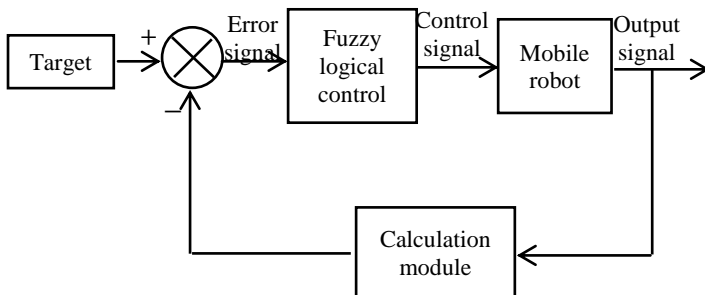 Target
+
−
Error
signal
Fuzzy
logical
control
Control
signal
Mobile
robot
Output
signal
Calculation
module